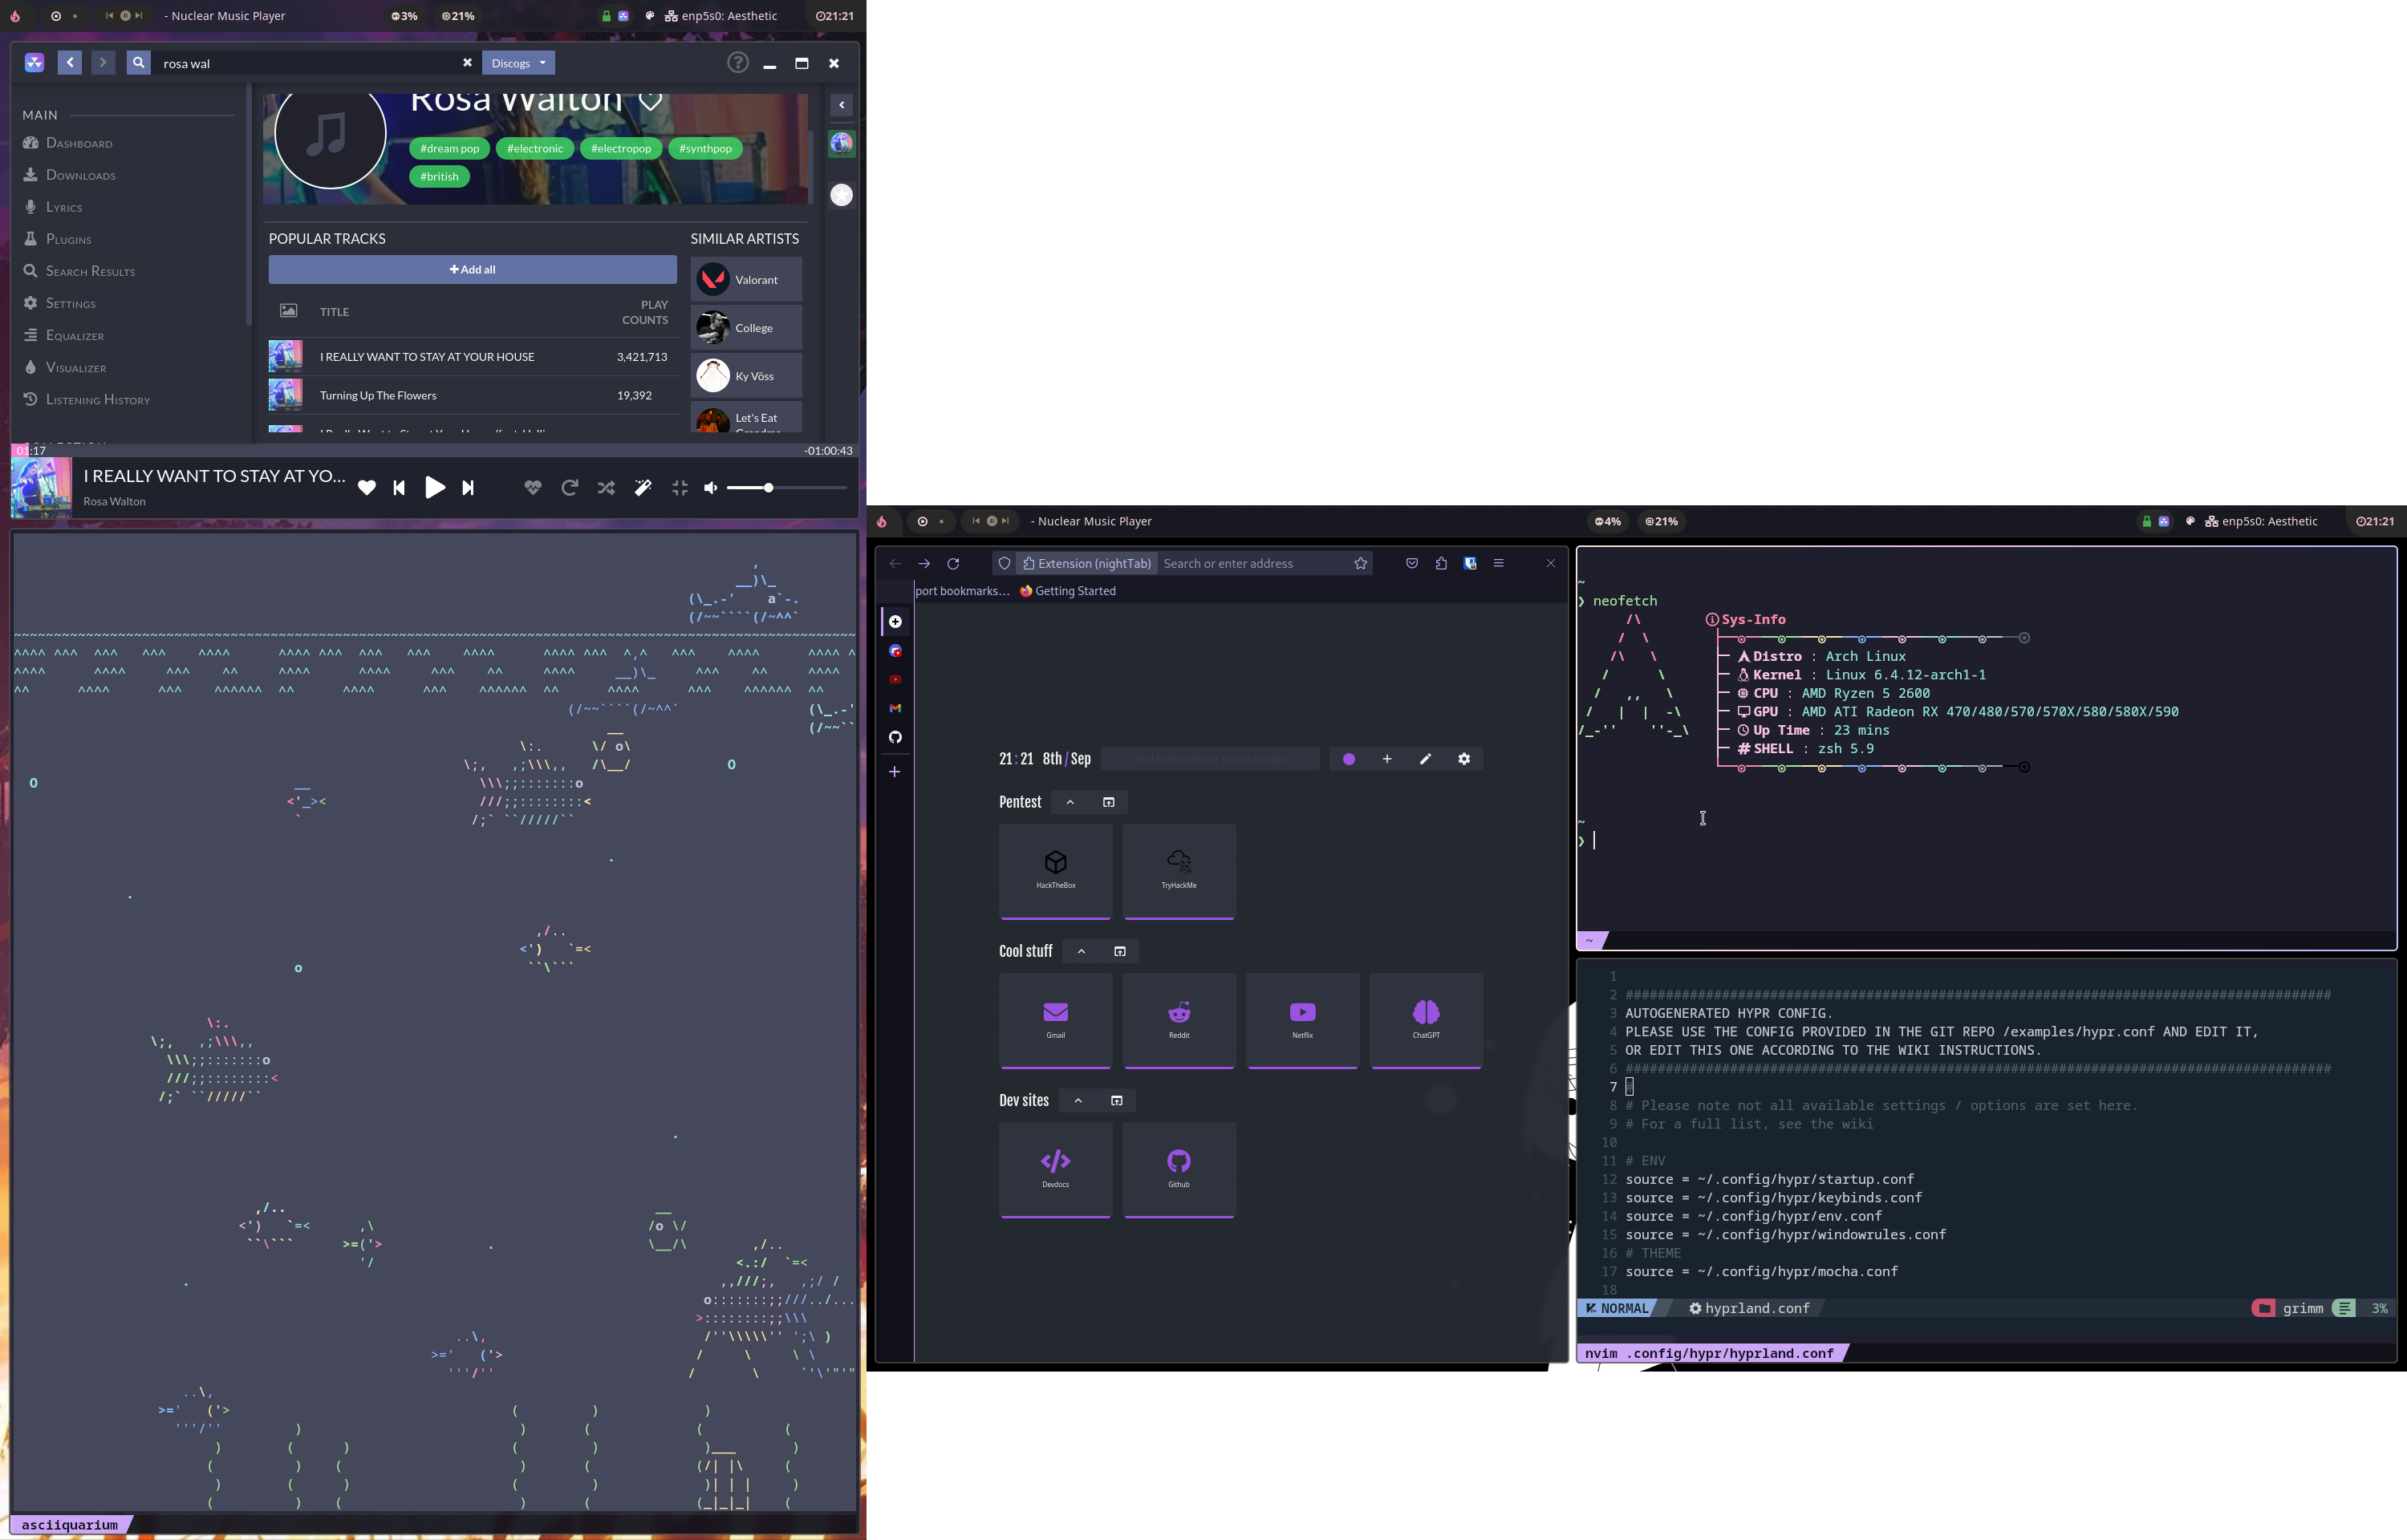 - Nuclear Music Player
3%
21%
enp5s0: Aesthetic
21:21
rosa wal
Discogs
MAIN
DASHBOARD
DOWNLOADS
LYRICS
PLUGINS
SEARCH RESULTS
SETTINGS
EQUALIZER
VISUALIZER
LISTENING HISTORY
Rosa Walton
#dream pop
#electronic
#electropop
#synthpop
#british
POPULAR TRACKS
Add all
TITLE
PLAY COUNTS
I REALLY WANT TO STAY AT YOUR HOUSE
3,421,713
Turning Up The Flowers
19,392
SIMILAR ARTISTS
Valorant
College
Ky Vöss
Let's Eat
01:17
-01:00:43
I REALLY WANT TO STAY AT YO...
Rosa Walton
asciiquarium
- Nuclear Music Player
4%
21%
enp5s0: Aesthetic
21:21
Extension (nightTab)
Search or enter address
port bookmarks...
Getting Started
21:21 8th/Sep
Find bookmarks or search Google
Pentest
HackTheBox
TryHackMe
Cool stuff
Gmail
Reddit
Netflix
ChatGPT
Dev sites
Devdocs
Github
~
❯ neofetch
Sys-Info
Distro : Arch Linux
Kernel : Linux 6.4.12-arch1-1
CPU : AMD Ryzen 5 2600
GPU : AMD ATI Radeon RX 470/480/570/570X/580/580X/590
Up Time : 23 mins
SHELL : zsh 5.9
~
❯
~
1
2 ########################################################################################
3 AUTOGENERATED HYPR CONFIG.
4 PLEASE USE THE CONFIG PROVIDED IN THE GIT REPO /examples/hypr.conf AND EDIT IT,
5 OR EDIT THIS ONE ACCORDING TO THE WIKI INSTRUCTIONS.
6 ########################################################################################
7 #
8 # Please note not all available settings / options are set here.
9 # For a full list, see the wiki
10
11 # ENV
12 source = ~/.config/hypr/startup.conf
13 source = ~/.config/hypr/keybinds.conf
14 source = ~/.config/hypr/env.conf
15 source = ~/.config/hypr/windowrules.conf
16 # THEME
17 source = ~/.config/hypr/mocha.conf
18
NORMAL
hyprland.conf
grimm
3%
nvim .config/hypr/hyprland.conf